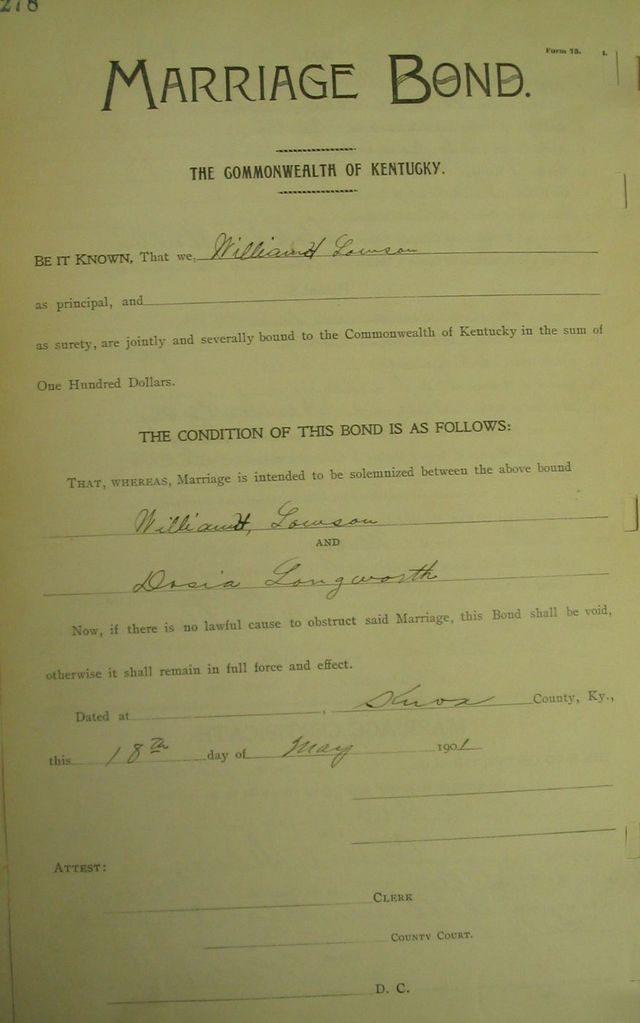 278
Form 73.
MARRIAGE BOND.
THE COMMONWEALTH OF KENTUCKY.
BE IT KNOWN, That we, William H Lowson
as principal, and
as surety, are jointly and severally bound to the Commonwealth of Kentucky in the sum of
One Hundred Dollars.
THE CONDITION OF THIS BOND IS AS FOLLOWS:
THAT, WHEREAS, Marriage is intended to be solemnized between the above bound
William H, Lowson
AND
Dosia Longworth
Now, if there is no lawful cause to obstruct said Marriage, this Bond shall be void,
otherwise it shall remain in full force and effect.
Dated at , Knox County, Ky.,
this 18th day of May 1901
ATTEST:
CLERK
COUNTY COURT.
D. C.